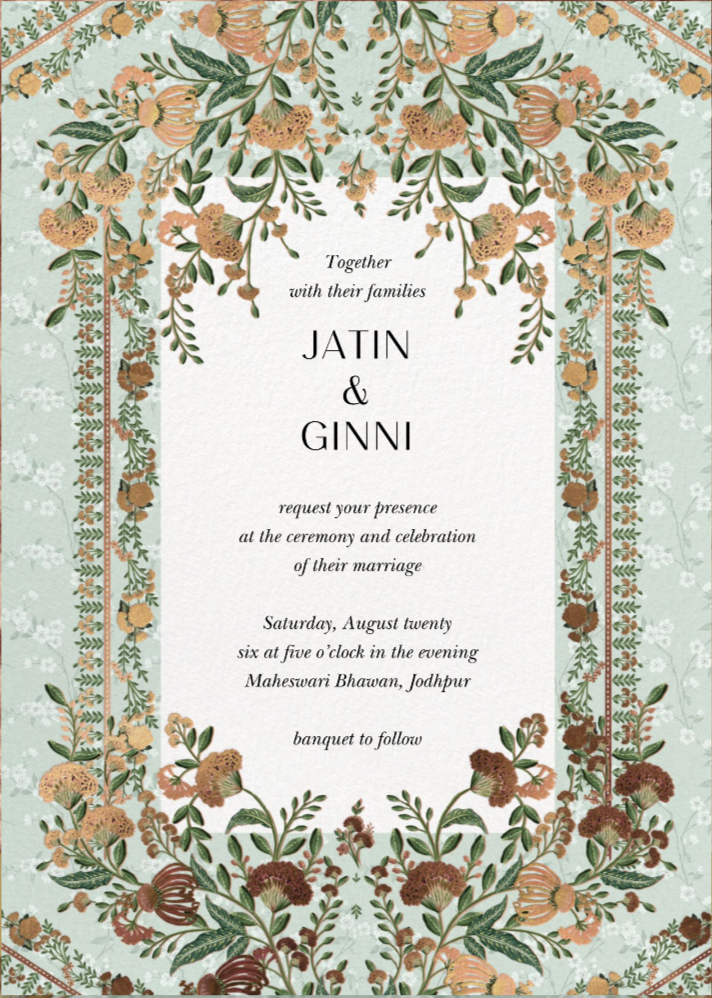 Together
with their families
JATIN
&
GINNI
request your presence
at the ceremony and celebration
of their marriage
Saturday, August twenty
six at five o’clock in the evening
Maheswari Bhawan, Jodhpur
banquet to follow